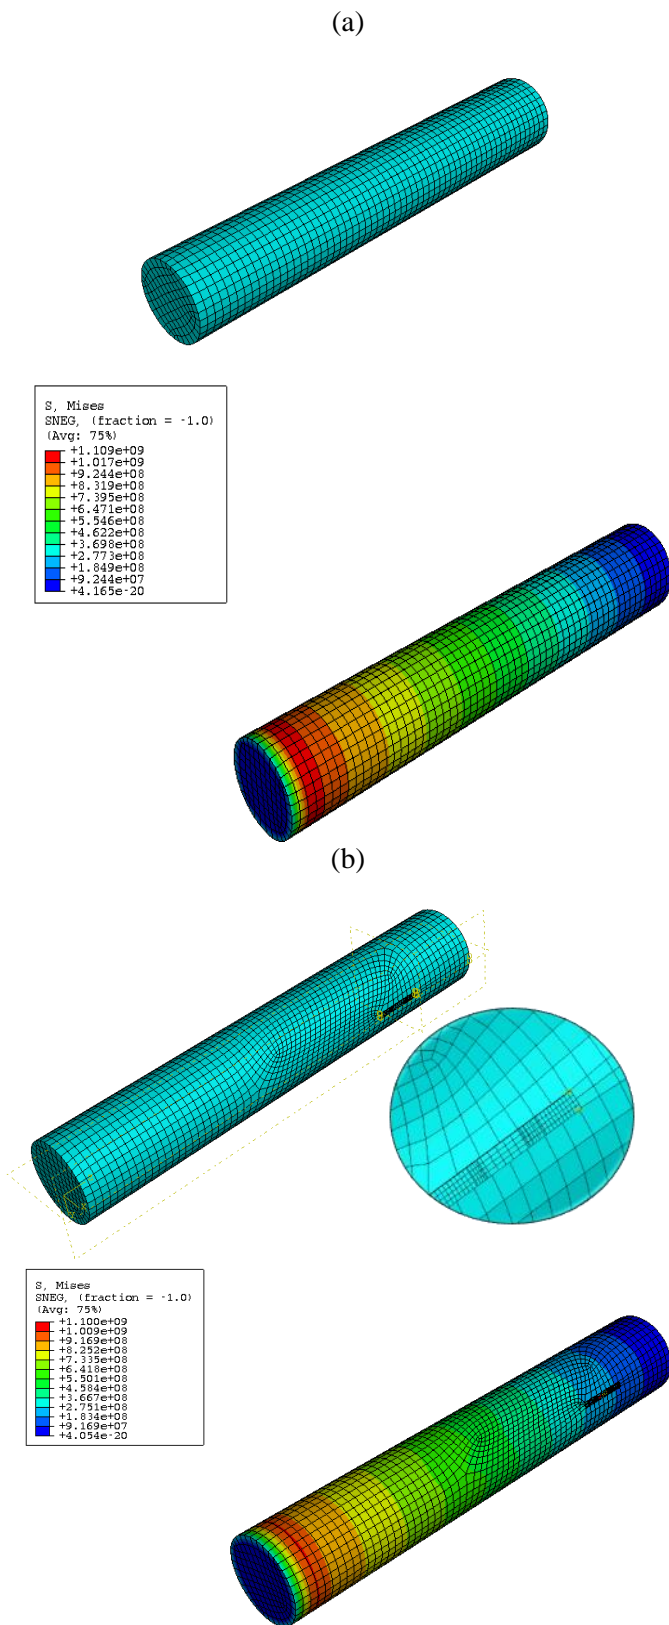 (a)
S, Mises
SNEG, (fraction = -1.0)
(Avg: 75%)
+1.109e+09
+1.017e+09
+9.244e+08
+8.319e+08
+7.395e+08
+6.471e+08
+5.546e+08
+4.622e+08
+3.698e+08
+2.773e+08
+1.849e+08
+9.244e+07
+4.165e-20
(b)
S, Mises
SNEG, (fraction = -1.0)
(Avg: 75%)
+1.100e+09
+1.009e+09
+9.169e+08
+8.252e+08
+7.335e+08
+6.418e+08
+5.501e+08
+4.584e+08
+3.667e+08
+2.751e+08
+1.834e+08
+9.169e+07
+4.054e-20